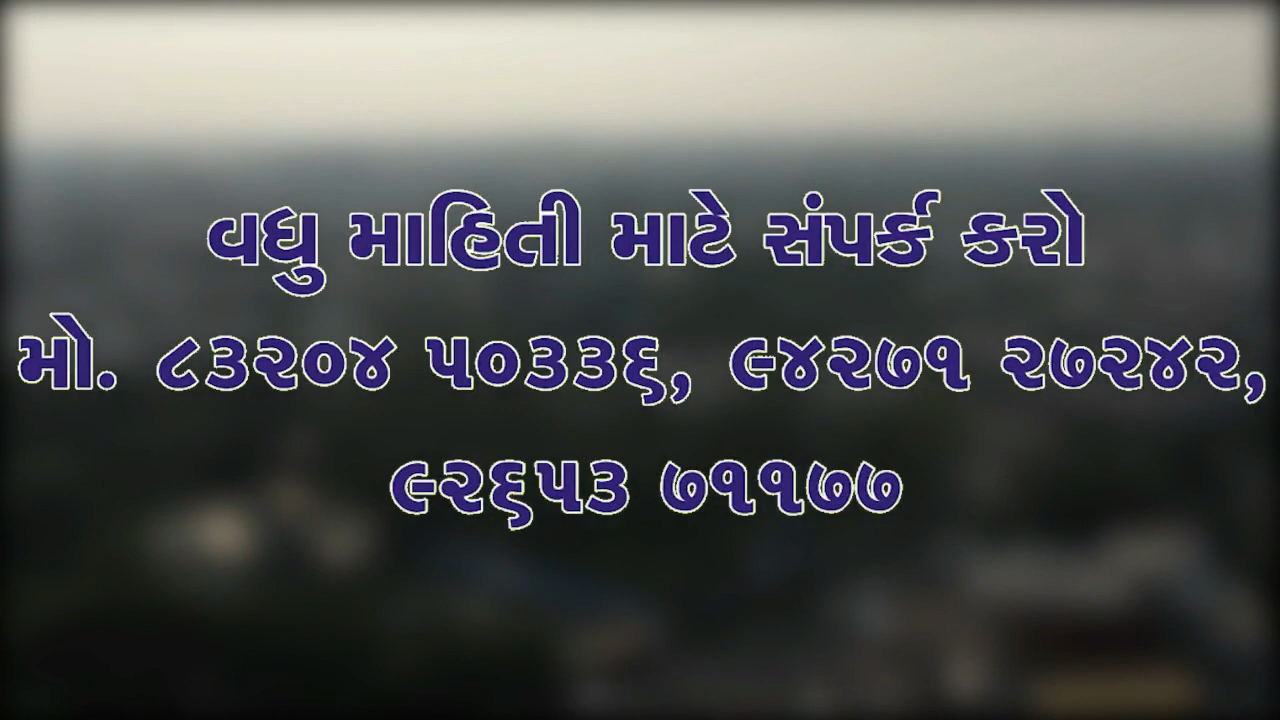 વધુ માહિતી માટે સંપર્ક કરો
મો. ૮૩૨૦૪ ૫૦૩૩૬, ૯૪૨૭૧ ૨૭૨૪૨,
૯૨૬૫૩ ૭૧૧૭૭